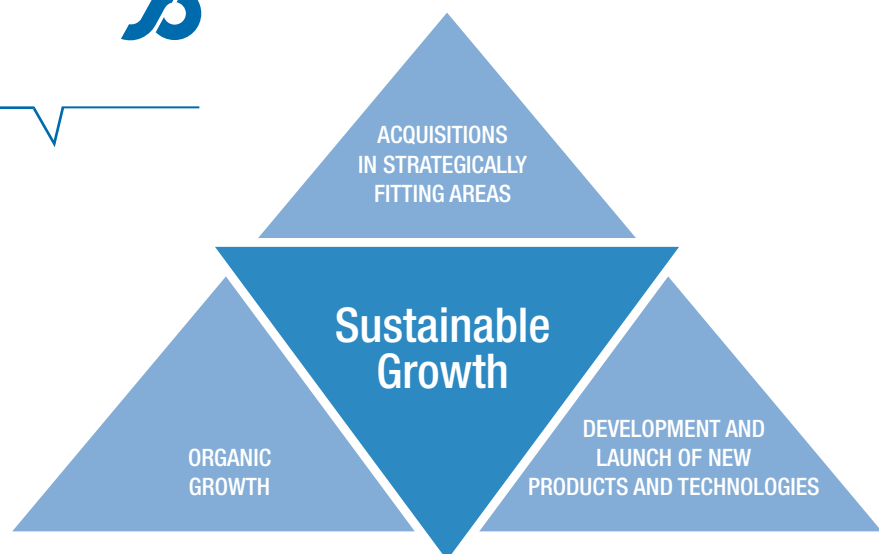 ACQUISITIONS
IN STRATEGICALLY
FITTING AREAS
Sustainable
Growth
ORGANIC
GROWTH
DEVELOPMENT AND
LAUNCH OF NEW
PRODUCTS AND TECHNOLOGIES